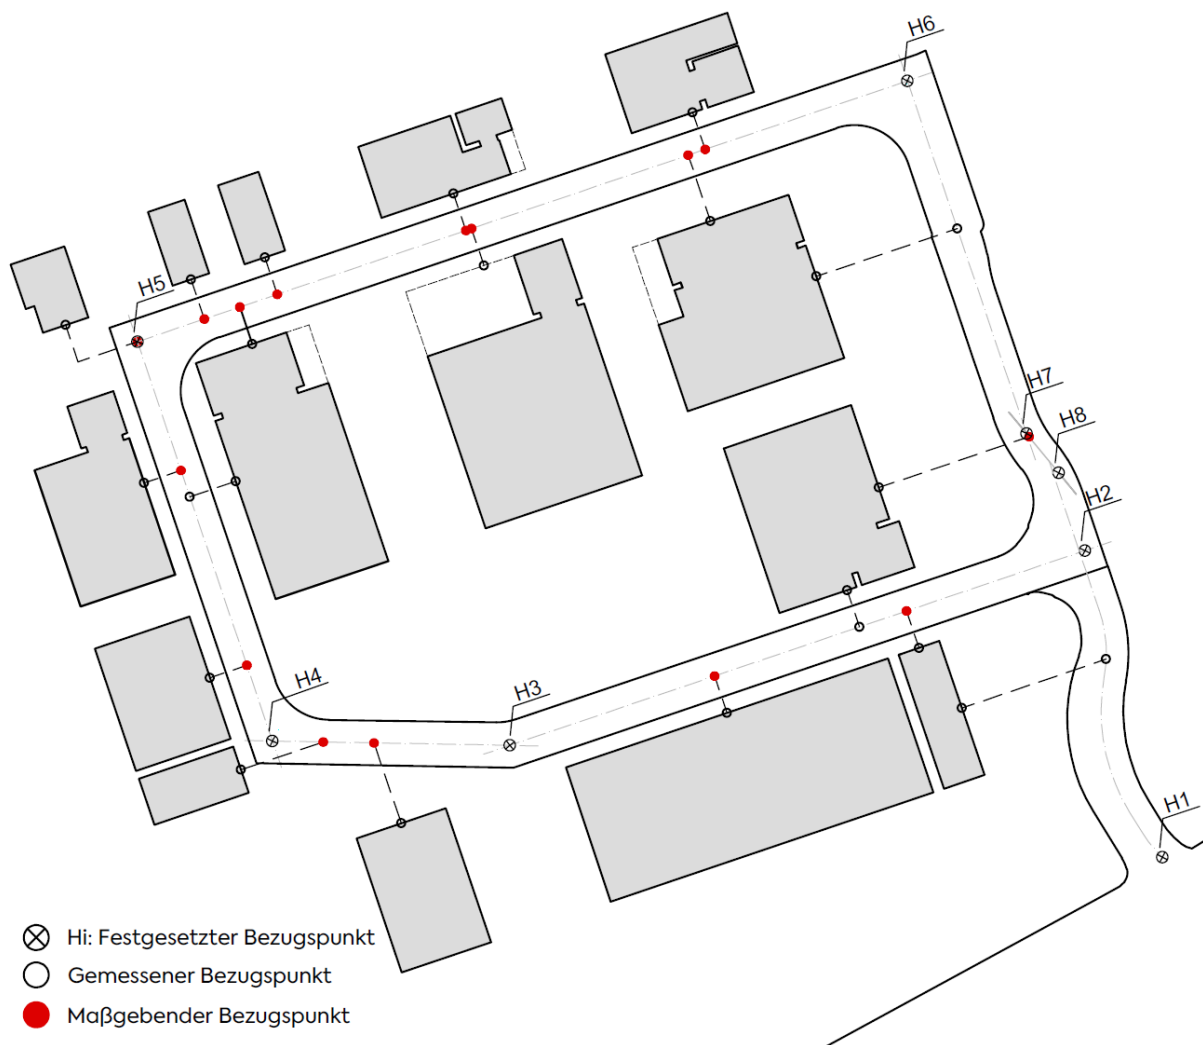 H6
H5
H7
H8
H2
H4
H3
H1
Hi: Festgesetzter Bezugspunkt
Gemessener Bezugspunkt
Maßgebender Bezugspunkt